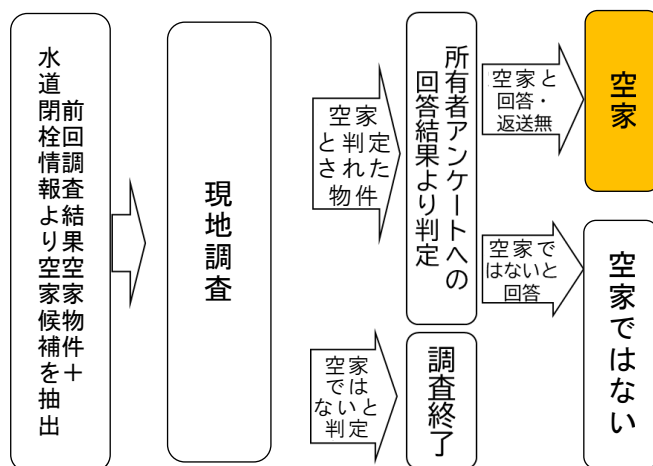 前回調査結果空家物件＋
水道閉栓情報より空家候補を抽出
現地調査
空家
と判定
された
物件
所有者アンケートへの
回答結果より判定
空家と
回答・
返送無
空家
空家で
はないと
回答
空家ではない
空家
では
ないと
判定
調査終了